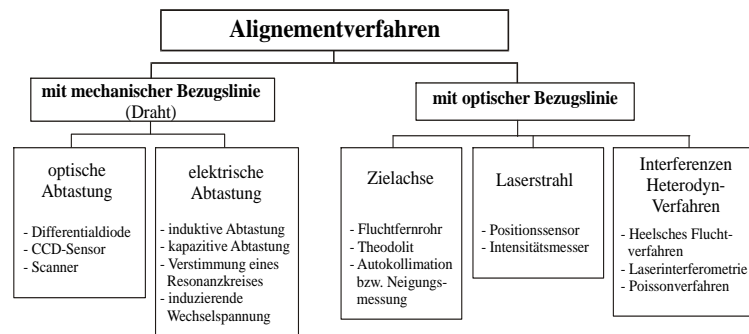 Alignementverfahren
mit mechanischer Bezugslinie
(Draht)
optische
Abtastung
- Differentialdiode
- CCD-Sensor
- Scanner
elektrische
Abtastung
- induktive Abtastung
- kapazitive Abtastung
- Verstimmung eines
Resonanzkreises
- induzierende
Wechselspannung
mit optischer Bezugslinie
Zielachse
- Fluchtfernrohr
- Theodolit
- Autokollimation
bzw. Neigungs-
messung
Laserstrahl
- Positionssensor
- Intensitätsmesser
Interferenzen
Heterodyn-
Verfahren
- Heelsches Flucht-
verfahren
- Laserinterferometrie
- Poissonverfahren